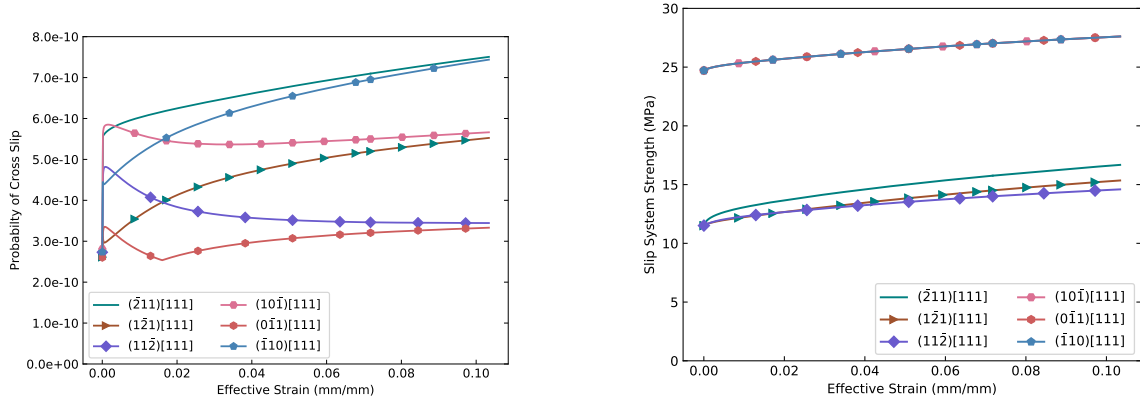 8.0e-10
7.0e-10
6.0e-10
5.0e-10
4.0e-10
3.0e-10
2.0e-10
1.0e-10
0.0e+00
Probability of Cross Slip
(2̄11)[111]
(12̄1)[111]
(112̄)[111]
(101̄)[111]
(01̄1)[111]
(1̄10)[111]
0.00 0.02 0.04 0.06 0.08 0.10
Effective Strain (mm/mm)
30
25
20
15
10
5
0
Slip System Strength (MPa)
(2̄11)[111]
(12̄1)[111]
(112̄)[111]
(101̄)[111]
(01̄1)[111]
(1̄10)[111]
0.00 0.02 0.04 0.06 0.08 0.10
Effective Strain (mm/mm)